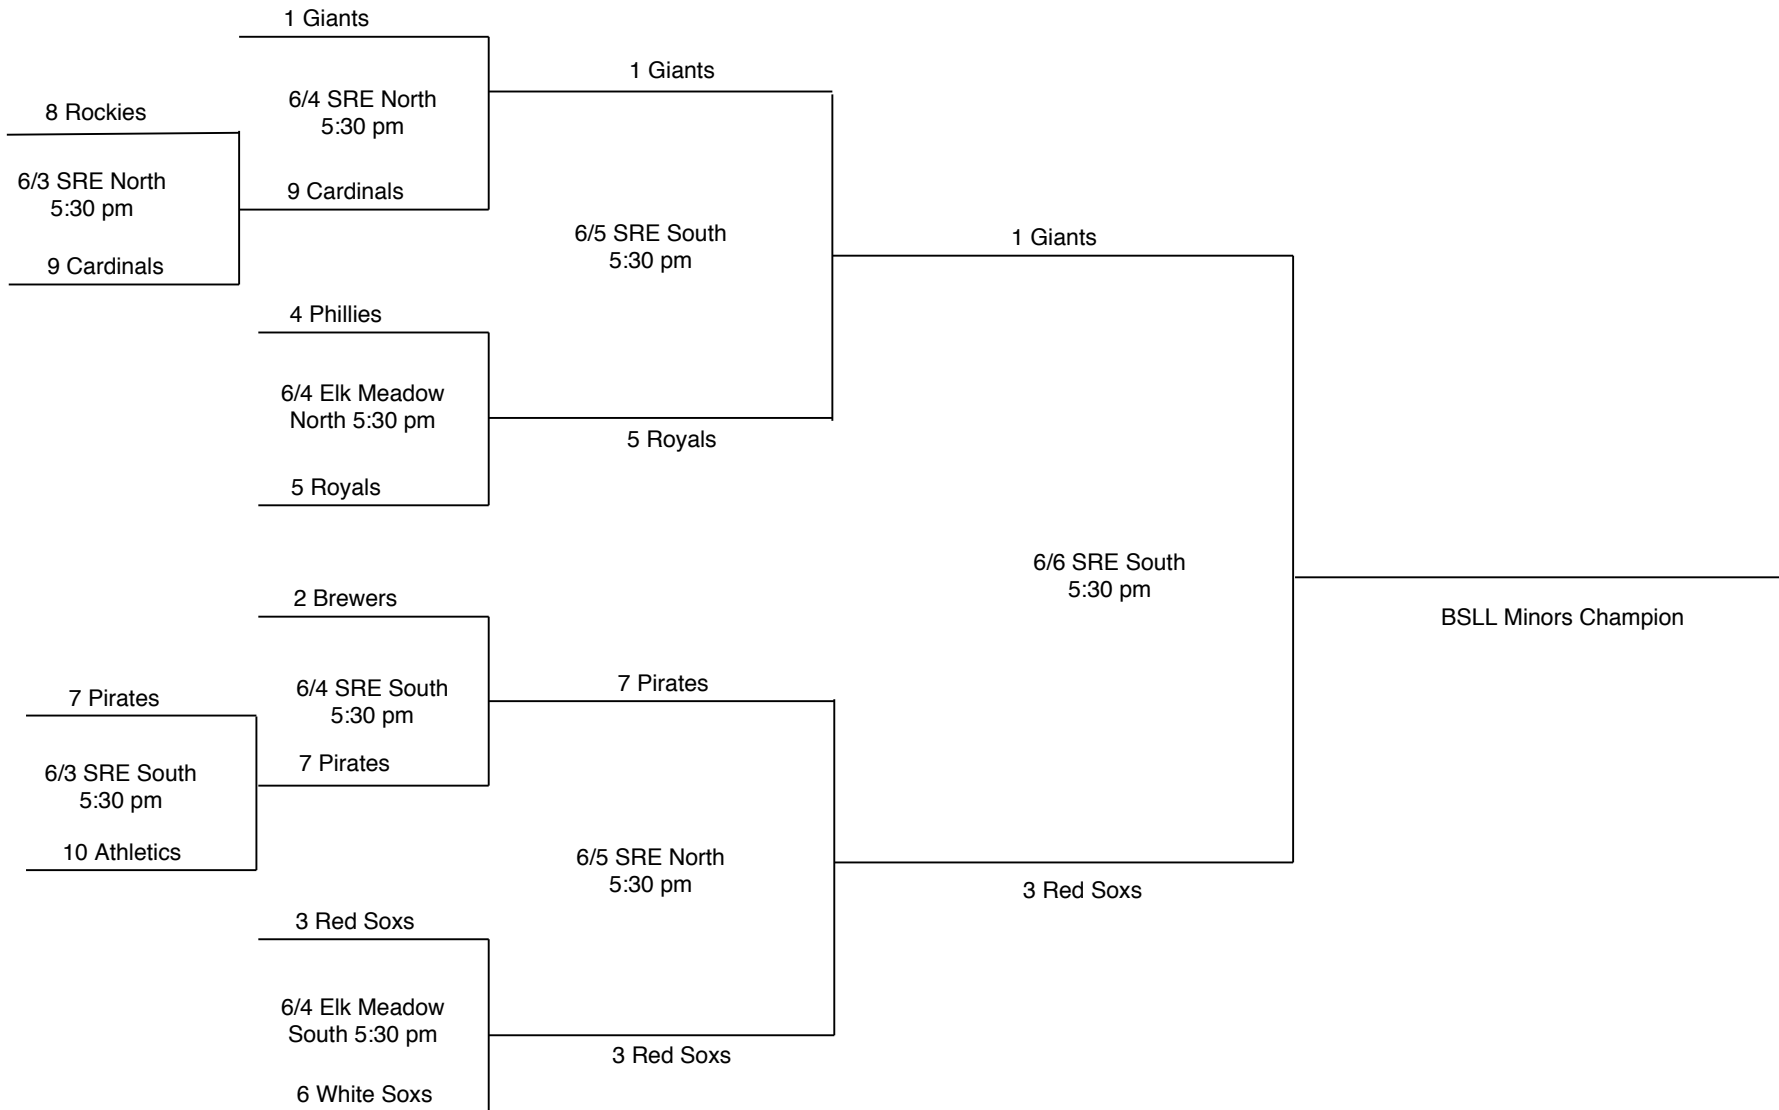 1 Giants
1 Giants
6/4 SRE North
5:30 pm
8 Rockies
6/3 SRE North
5:30 pm
9 Cardinals
9 Cardinals
6/5 SRE South
5:30 pm
1 Giants
4 Phillies
6/4 Elk Meadow
North 5:30 pm
5 Royals
5 Royals
6/6 SRE South
5:30 pm
BSLL Minors Champion
2 Brewers
7 Pirates
6/4 SRE South
5:30 pm
7 Pirates
7 Pirates
6/3 SRE South
5:30 pm
10 Athletics
6/5 SRE North
5:30 pm
3 Red Soxs
3 Red Soxs
6/4 Elk Meadow
South 5:30 pm
3 Red Soxs
6 White Soxs